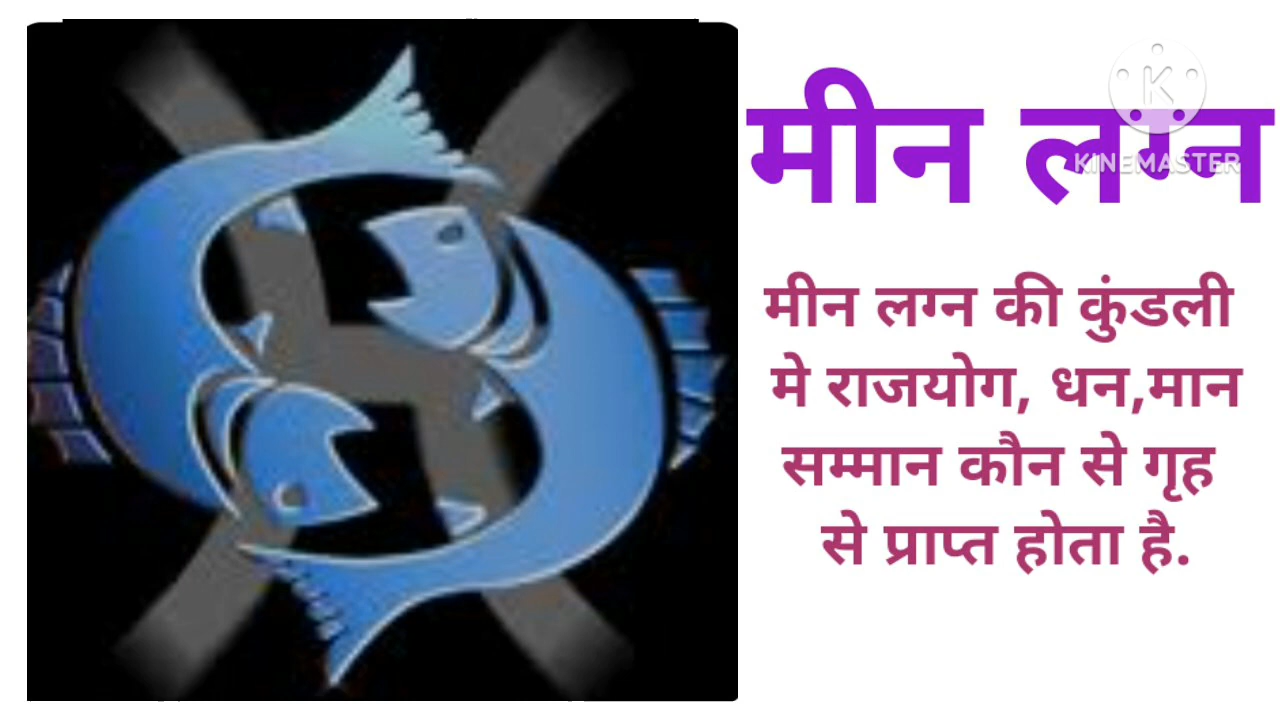 मीन लग्न
KINEMASTER
मीन लग्न की कुंडली
मे राजयोग, धन,मान
सम्मान कौन से गृह
से प्राप्त होता है.